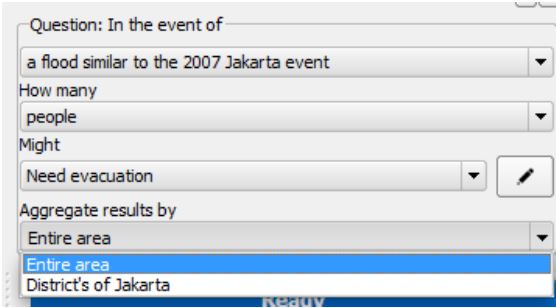 Question: In the event of
a flood similar to the 2007 Jakarta event
How many
people
Might
Need evacuation
Aggregate results by
Entire area
Entire area
District's of Jakarta
Ready